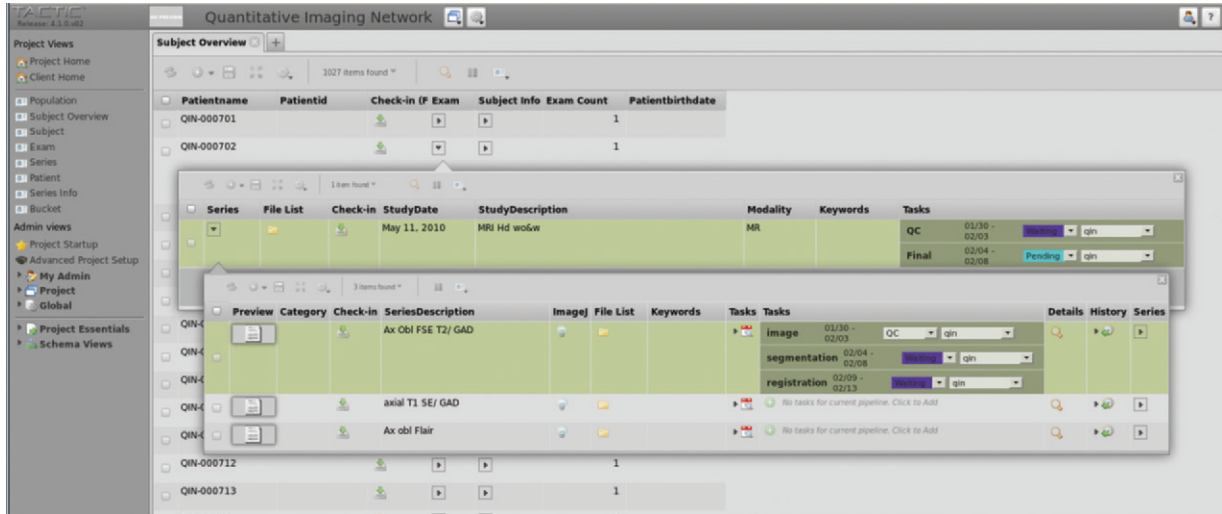 TACTIC
Release: 4.1.0.v02
Quantitative Imaging Network
?
Project Views
Project Home
Client Home
Population
Subject Overview
Subject
Exam
Series
Patient
Series Info
Bucket
Admin views
Project Startup
Advanced Project Setup
My Admin
Project
Global
Project Essentials
Schema Views
Subject Overview
1027 items found
Patientname Patientid Check-in (F Exam Subject Info Exam Count Patientbirthdate
QIN-000701 1
QIN-000702 1
1 item found
Series File List Check-in StudyDate StudyDescription Modality Keywords Tasks
May 11, 2010 MRI Hd wo&w MR QC 01/30 - 02/03 Waiting qin
Final 02/04 - 02/08 Pending qin
3 items found
Preview Category Check-in SeriesDescription ImageJ File List Keywords Tasks Tasks Details History Series
Ax Obl FSE T2/ GAD image 01/30 - 02/03 QC qin
segmentation 02/04 - 02/08 Waiting qin
registration 02/09 - 02/13 Waiting qin
axial T1 SE/ GAD No tasks for current pipeline. Click to Add
Ax obl Flair No tasks for current pipeline. Click to Add
QIN-000712 1
QIN-000713 1